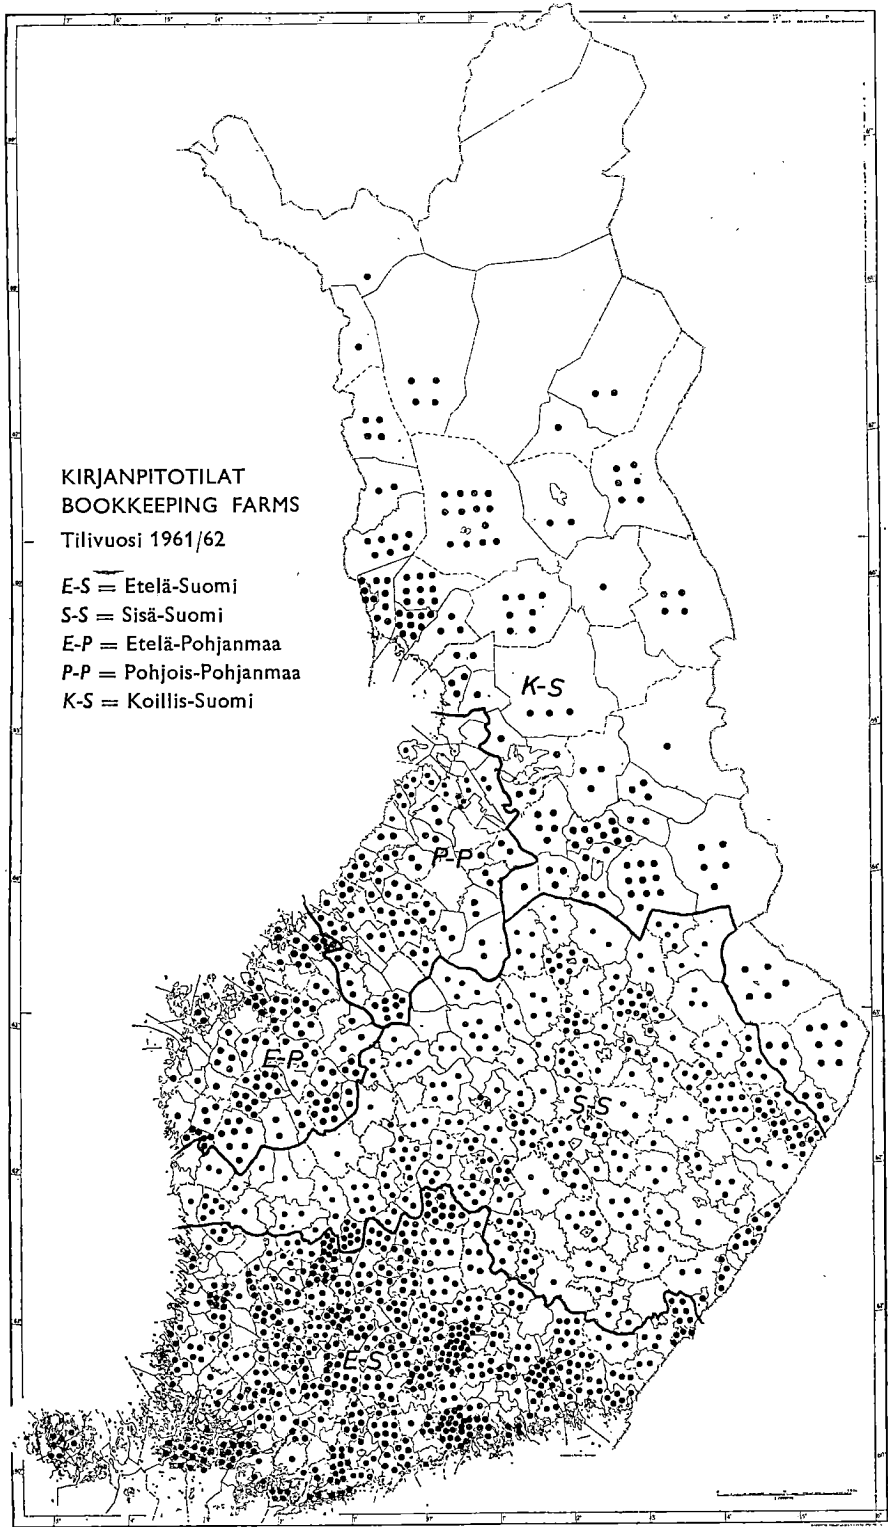 KIRJANPITOTILAT
BOOKKEEPING FARMS
Tilivuosi 1961/62
E-S = Etelä-Suomi
S-S = Sisä-Suomi
E-P = Etelä-Pohjanmaa
P-P = Pohjois-Pohjanmaa
K-S = Koillis-Suomi
K-S
P-P
E-P
S-S
E-S